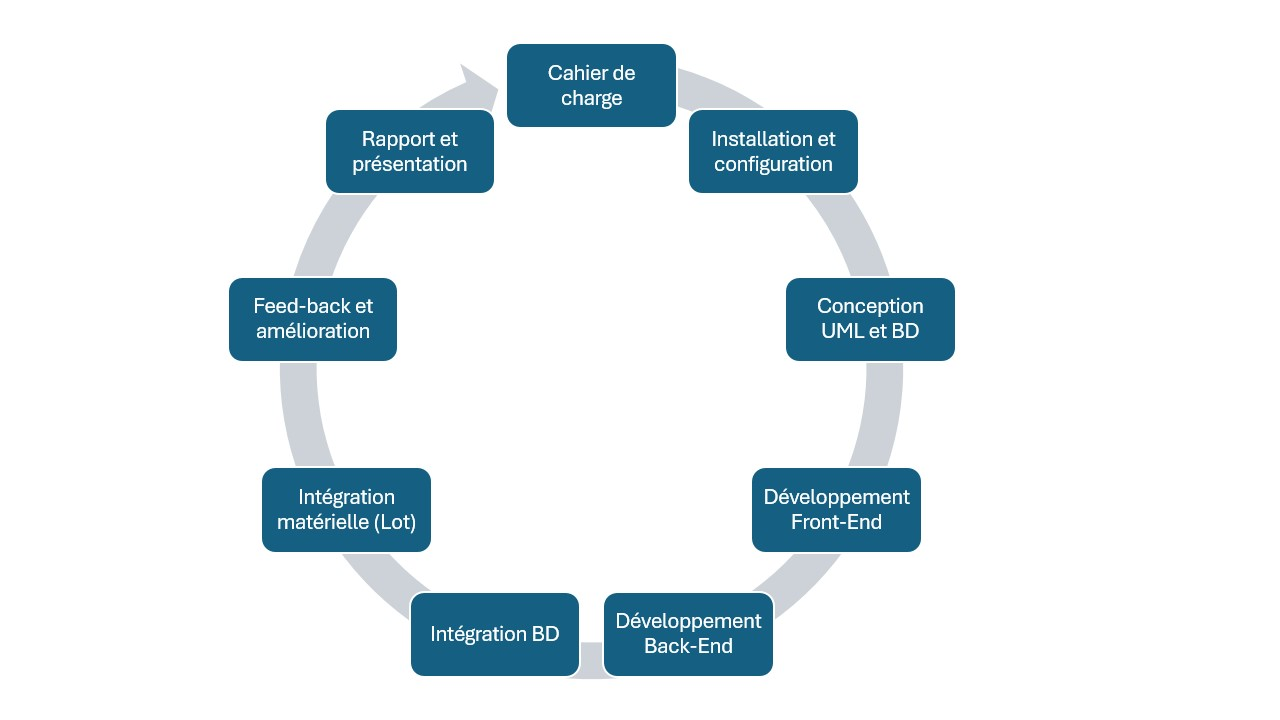 Cahier de
charge
Installation et
configuration
Conception
UML et BD
Développement
Front-End
Développement
Back-End
Intégration BD
Intégration
matérielle (Lot)
Feed-back et
amélioration
Rapport et
présentation